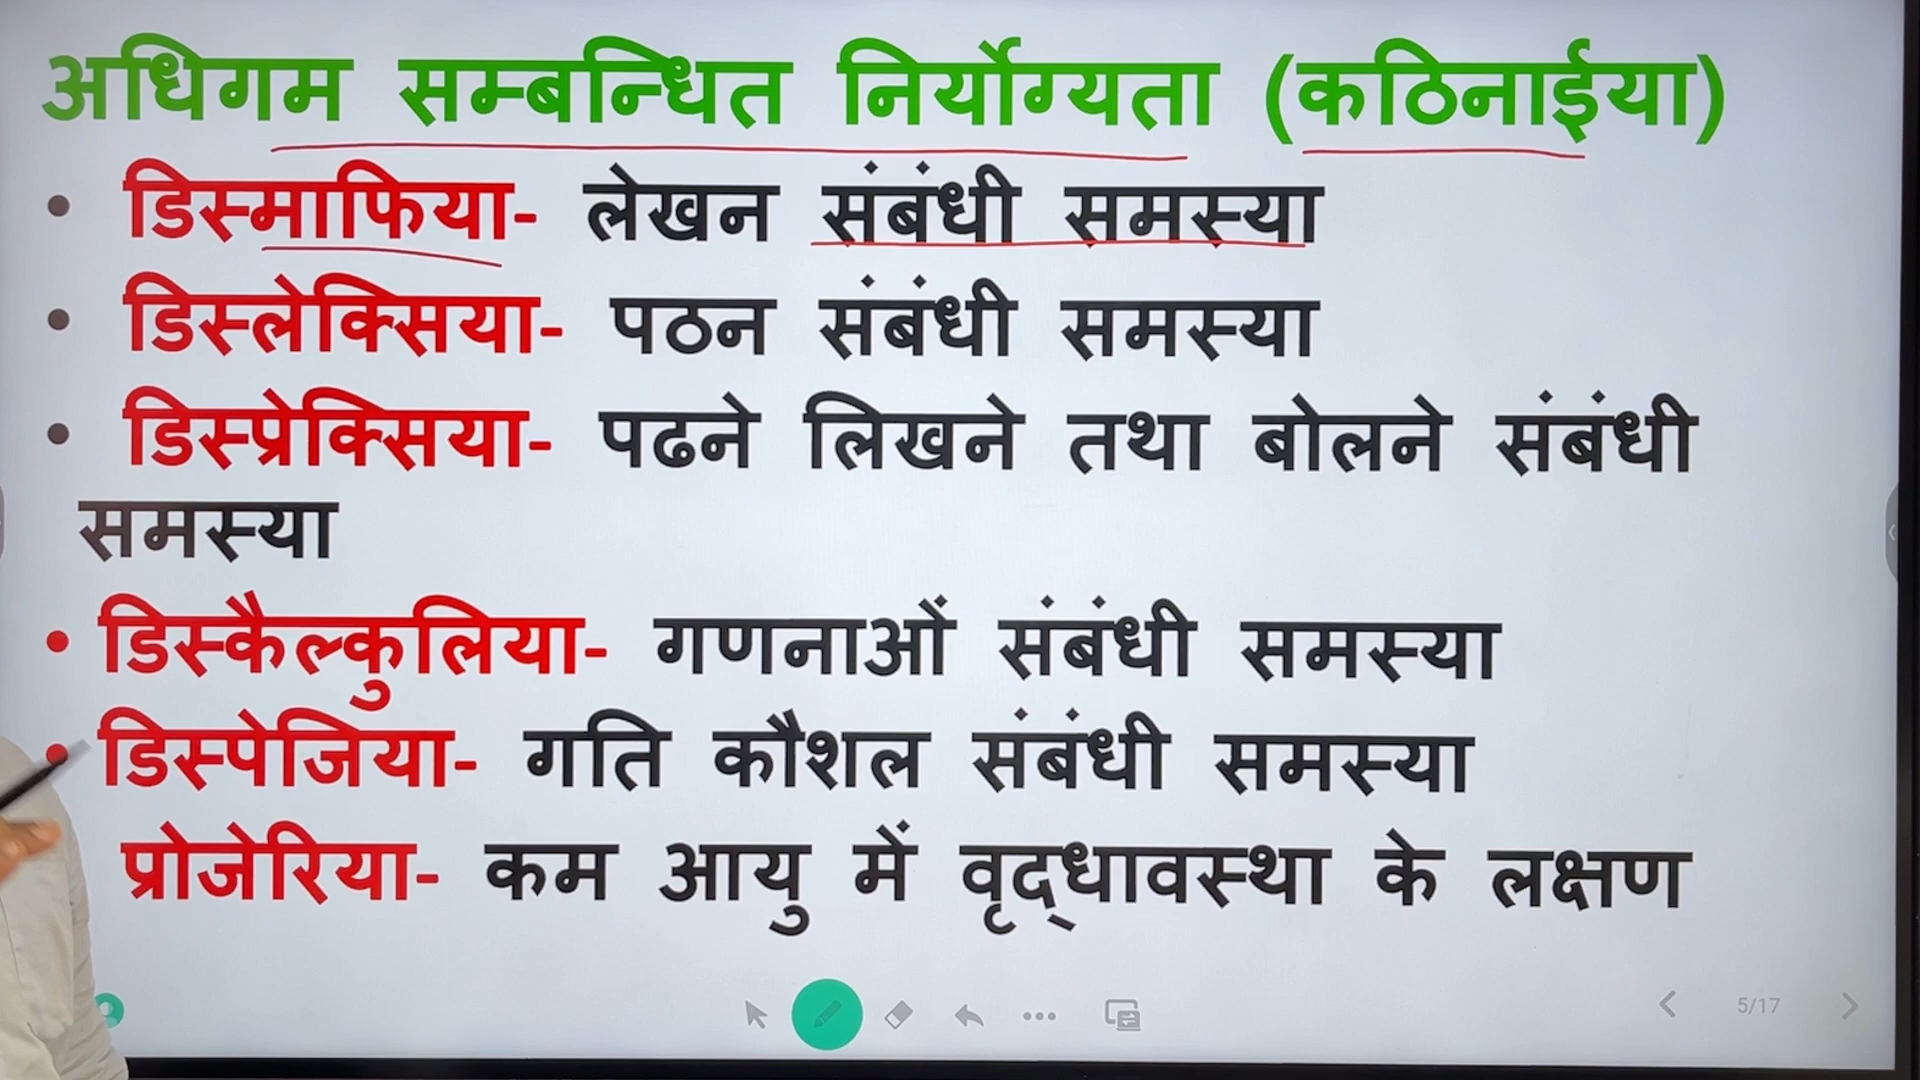 अधिगम सम्बन्धित निर्योग्यता (कठिनाईया)
• डिस्माफिया- लेखन संबंधी समस्या
• डिस्लेक्सिया- पठन संबंधी समस्या
• डिस्प्रेक्सिया- पढने लिखने तथा बोलने संबंधी
समस्या
• डिस्कैल्कुलिया- गणनाओं संबंधी समस्या
• डिस्पेजिया- गति कौशल संबंधी समस्या
प्रोजेरिया- कम आयु में वृद्धावस्था के लक्षण
5/17